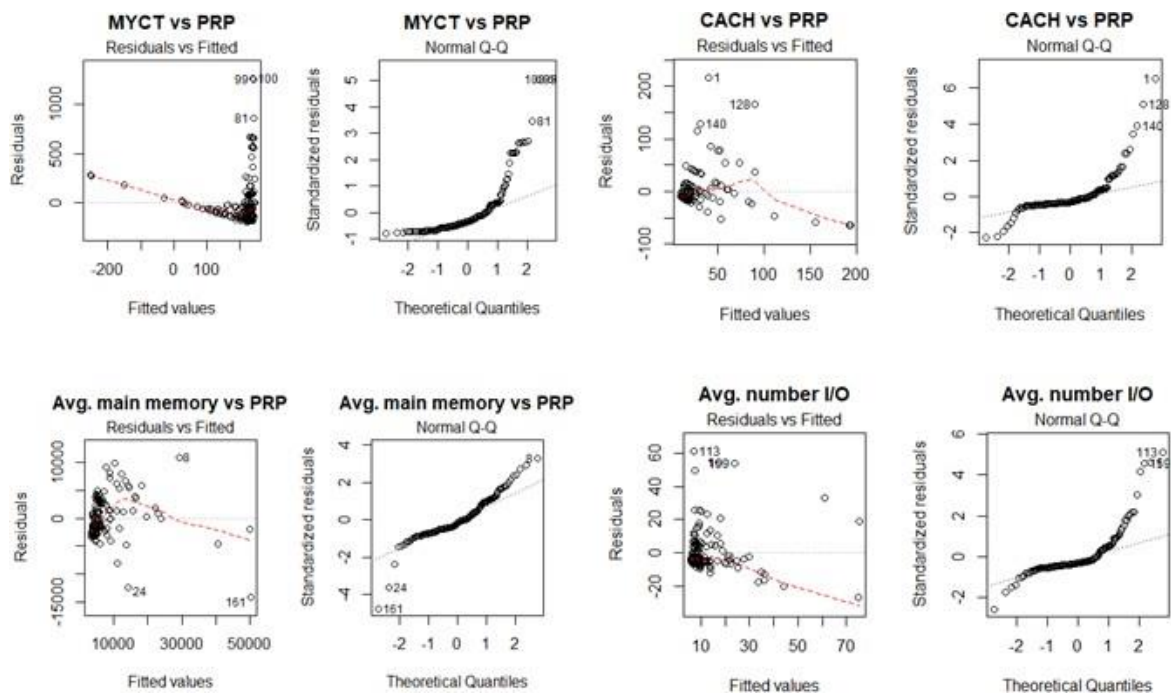 MYCT vs PRP
Residuals vs Fitted
Residuals
1000
500
0
99
100
81
-200
0
100
Fitted values
MYCT vs PRP
Normal Q-Q
Standardized residuals
5
4
3
2
1
0
-1
81
-2
-1
0
1
2
Theoretical Quantiles
CACH vs PRP
Residuals vs Fitted
Residuals
200
100
0
-100
1
128
140
50
100
150
200
Fitted values
CACH vs PRP
Normal Q-Q
Standardized residuals
6
4
2
0
-2
1
128
140
-2
-1
0
1
2
Theoretical Quantiles
Avg. main memory vs PRP
Residuals vs Fitted
Residuals
10000
0
-15000
8
24
161
10000
30000
50000
Fitted values
Avg. main memory vs PRP
Normal Q-Q
Standardized residuals
4
2
0
-2
-4
8
24
161
-2
-1
0
1
2
Theoretical Quantiles
Avg. number I/O
Residuals vs Fitted
Residuals
60
40
20
0
-20
113
199
10
20
30
40
50
60
70
Fitted values
Avg. number I/O
Normal Q-Q
Standardized residuals
6
4
2
0
-2
113
159
-2
-1
0
1
2
Theoretical Quantiles